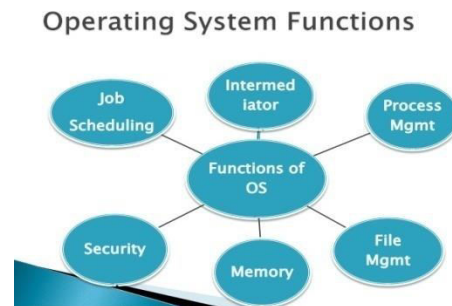 Operating System Functions
Intermed
iator
Job
Scheduling
Process
Mgmt
Functions of
OS
Security
Memory
File
Mgmt